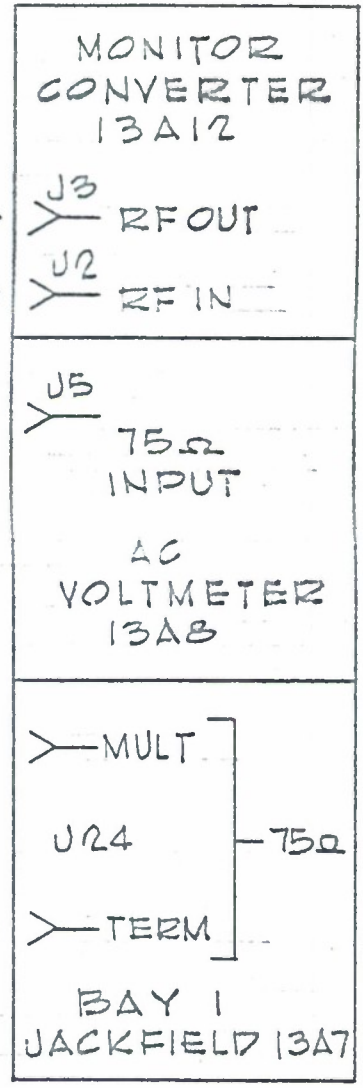 MONITOR
CONVERTER
13A12
J3
RF OUT
J2
RF IN
J5
75Ω
INPUT
AC
VOLTMETER
13A8
MULT
J24
75Ω
TERM
BAY 1
JACKFIELD 13A7